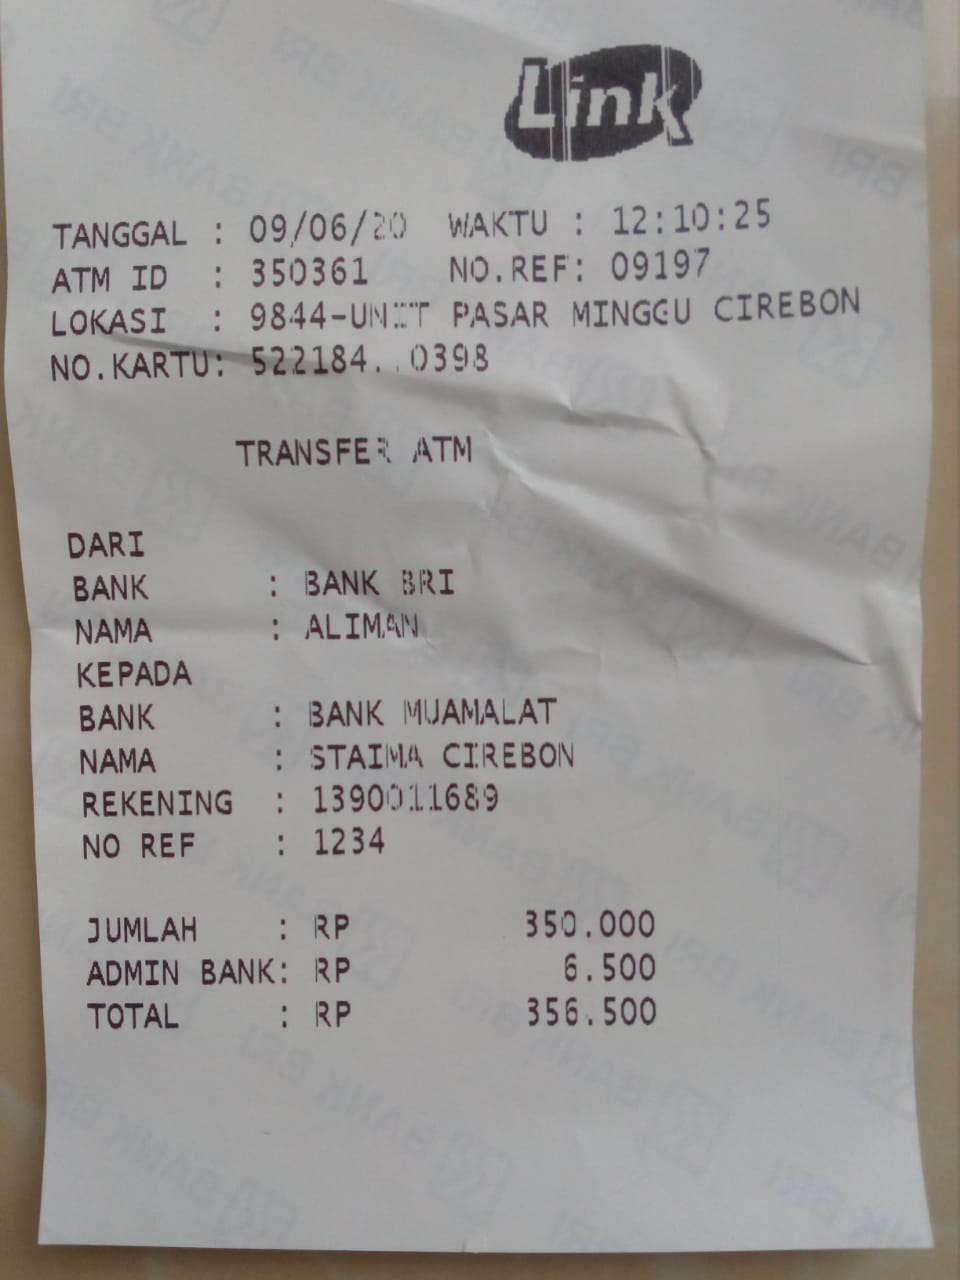 Link
TANGGAL : 09/06/20 WAKTU : 12:10:25
ATM ID : 350361 NO.REF: 09197
LOKASI : 9844-UNIT PASAR MINGGU CIREBON
NO.KARTU: 522184..0398
TRANSFER ATM
DARI
BANK : BANK BRI
NAMA : ALIMAN
KEPADA
BANK : BANK MUAMALAT
NAMA : STAIMA CIREBON
REKENING : 1390011689
NO REF : 1234
JUMLAH : RP 350.000
ADMIN BANK: RP 6.500
TOTAL : RP 356.500